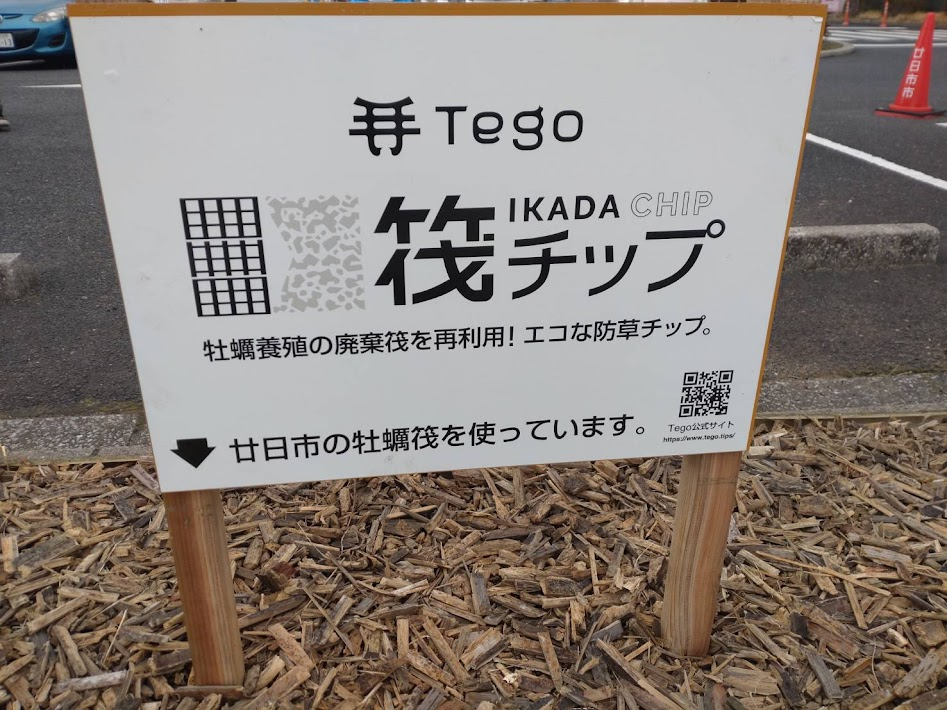 Tego
筏チップ
IKADA CHIP
牡蠣養殖の廃棄筏を再利用！エコな防草チップ。
廿日市の牡蠣筏を使っています。
Tego公式サイト
https://www.tego.tips/
廿日市市